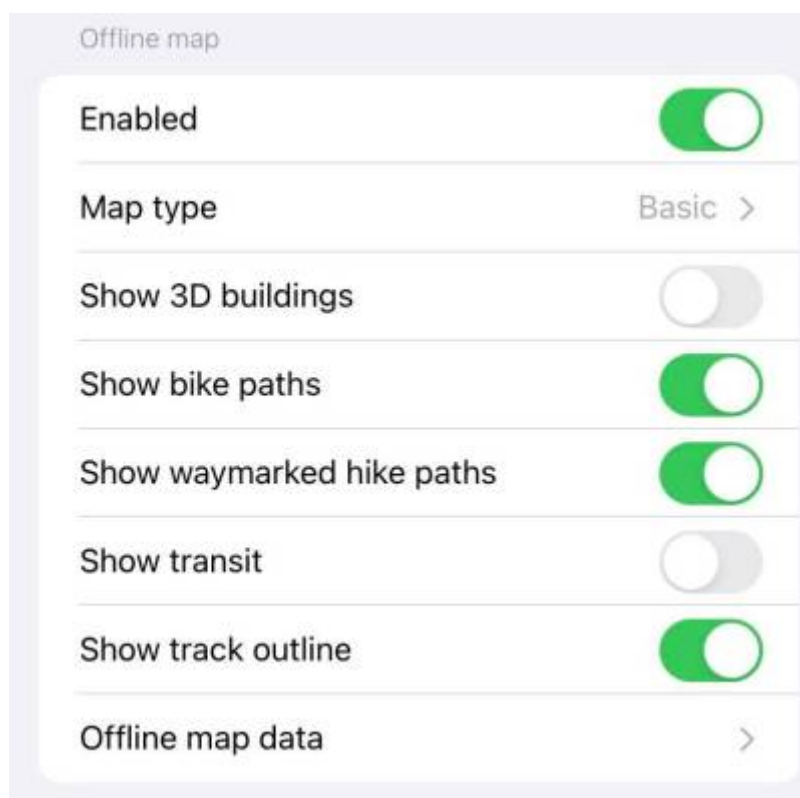 Offline map
Enabled
Map type Basic
Show 3D buildings
Show bike paths
Show waymarked hike paths
Show transit
Show track outline
Offline map data